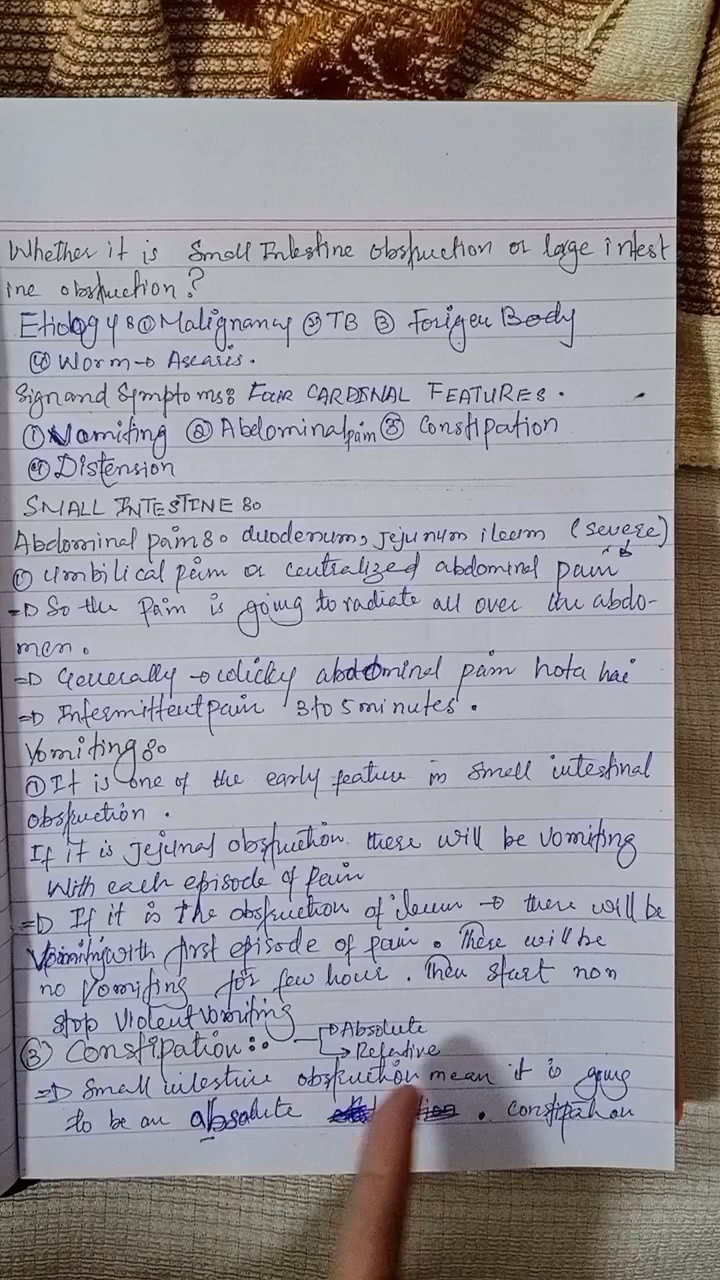 Whether it is Small Intestine obstruction or large intest
ine obstruction?
Etiology :① Malignancy ② TB ③ Forigen Body
④ Worm → Ascaris.
Sign and Symptoms: FOUR CARDINAL FEATURES.
① Vomiting ② Abdominal pain ③ Constipation
④ Distension
SMALL INTESTINE :
Abdominal pain : duodenum, jejunum ileum (severe)
① Umbilical pain or centralized abdominal pain
⇒ So the pain is going to radiate all over the abdo-
men.
⇒ Generally → colicky abdominal pain hota hai
⇒ Intermittent pain 3 to 5 minutes.
Vomiting :
① It is one of the early feature in small intestinal
obstruction.
If it is Jejunal obstruction there will be vomiting
with each episode of pain
⇒ If it is the obstruction of ileum → there will be
Vomiting with first episode of pain. There will be
no vomiting for few hour. Then start non
stop violent vomiting
③ Constipation : → Absolute
→ Relative
⇒ Small intestine obstruction mean it is going
to be an absolute . constipation